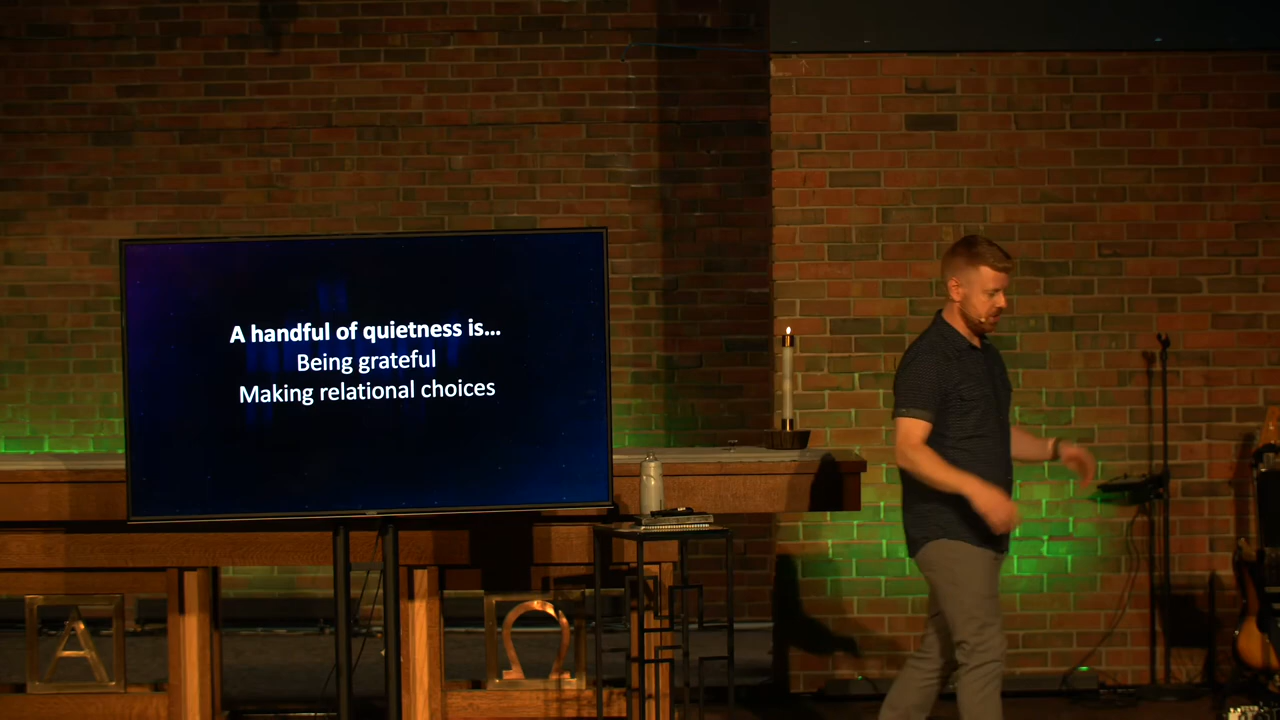 A handful of quietness is...
Being grateful
Making relational choices
Α
Ω